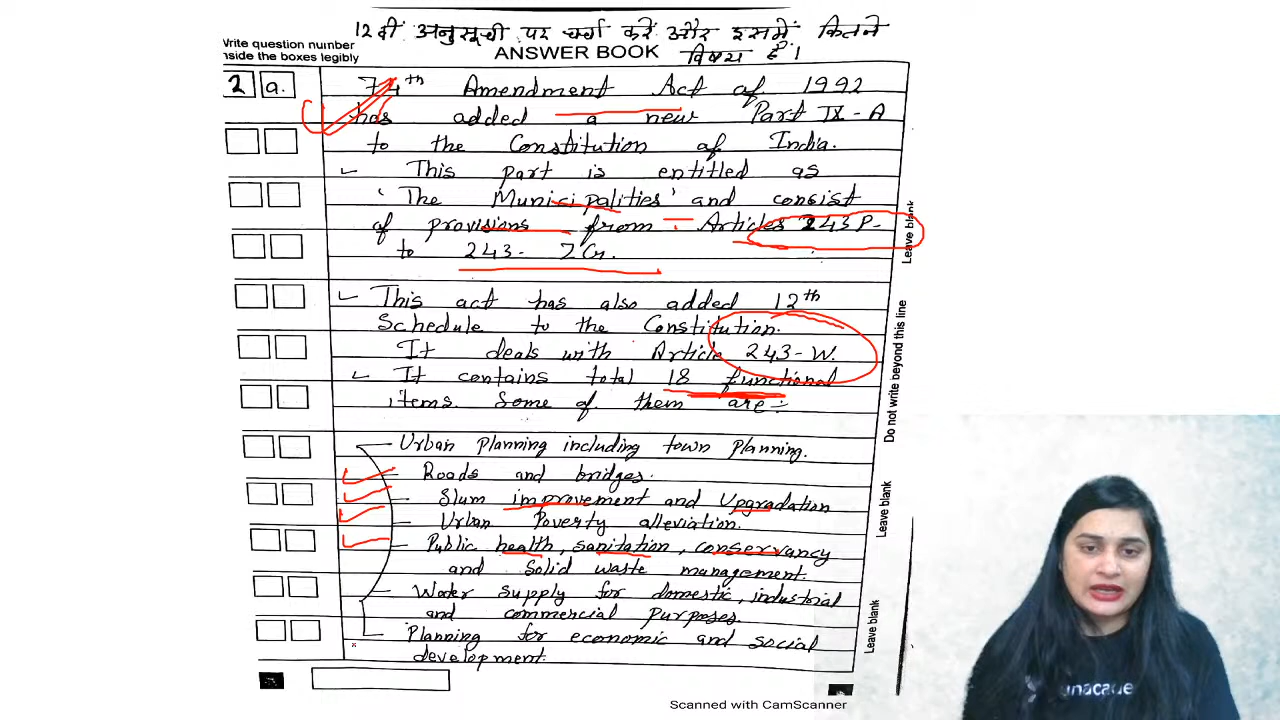 12वी अनुसूची पर चर्चा करें और इसमें कितने
विषय है ।
Write question number
inside the boxes legibly
ANSWER BOOK
2 a.
74th Amendment Act of 1992
has added a new Part IX-A
to the Constitution of India.
This part is entitled as
'The Municipalities' and consist
of provisions from Articles 243P-
to 243- ZG.
This act has also added 12th
Schedule to the Constitution.
It deals with Article 243-W.
It contains total 18 functional
items. Some of them are :-
Urban planning including town planning.
Roads and bridges.
Slum improvement and Upgradation
Urban Poverty alleviation.
Public health, sanitation, conservancy
and Solid waste management.
Water supply for domestic, industrial
and commercial purposes.
Planning for economic and social
development.
Leave blank
Do not write beyond this line
Leave blank
Leave blank
unacade
Scanned with CamScanner